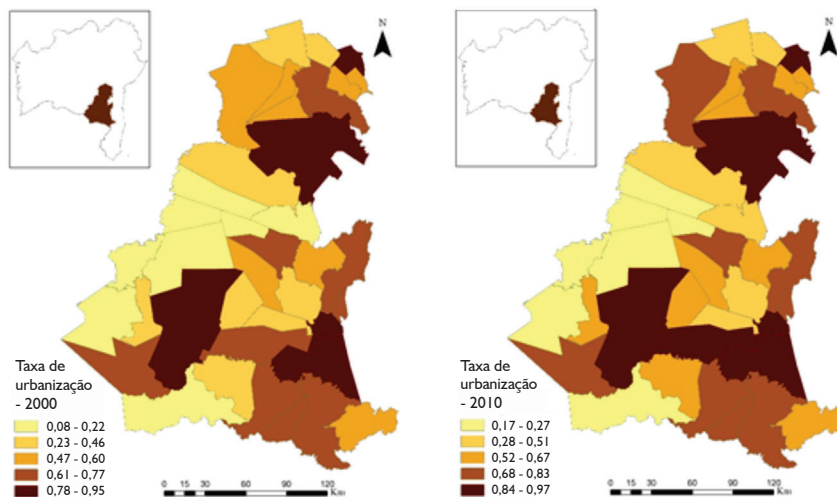 N
Taxa de
urbanização
- 2000
0,08 - 0,22
0,23 - 0,46
0,47 - 0,60
0,61 - 0,77
0,78 - 0,95
0 15 30 60 90 120
Km
N
Taxa de
urbanização
- 2010
0,17 - 0,27
0,28 - 0,51
0,52 - 0,67
0,68 - 0,83
0,84 - 0,97
0 15 30 60 90 120
Km